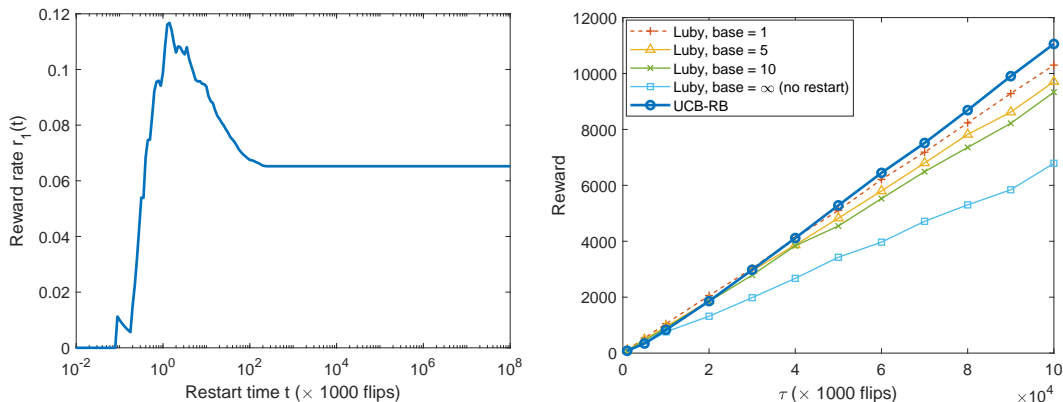 0.12
0.1
0.08
0.06
0.04
0.02
0
Reward rate r_1(t)
10^-2 10^0 10^2 10^4 10^6 10^8
Restart time t (× 1000 flips)
12000
10000
8000
6000
4000
2000
0
Reward
Luby, base = 1
Luby, base = 5
Luby, base = 10
Luby, base = ∞ (no restart)
UCB-RB
0 2 4 6 8 10
τ (× 1000 flips)
×10^4